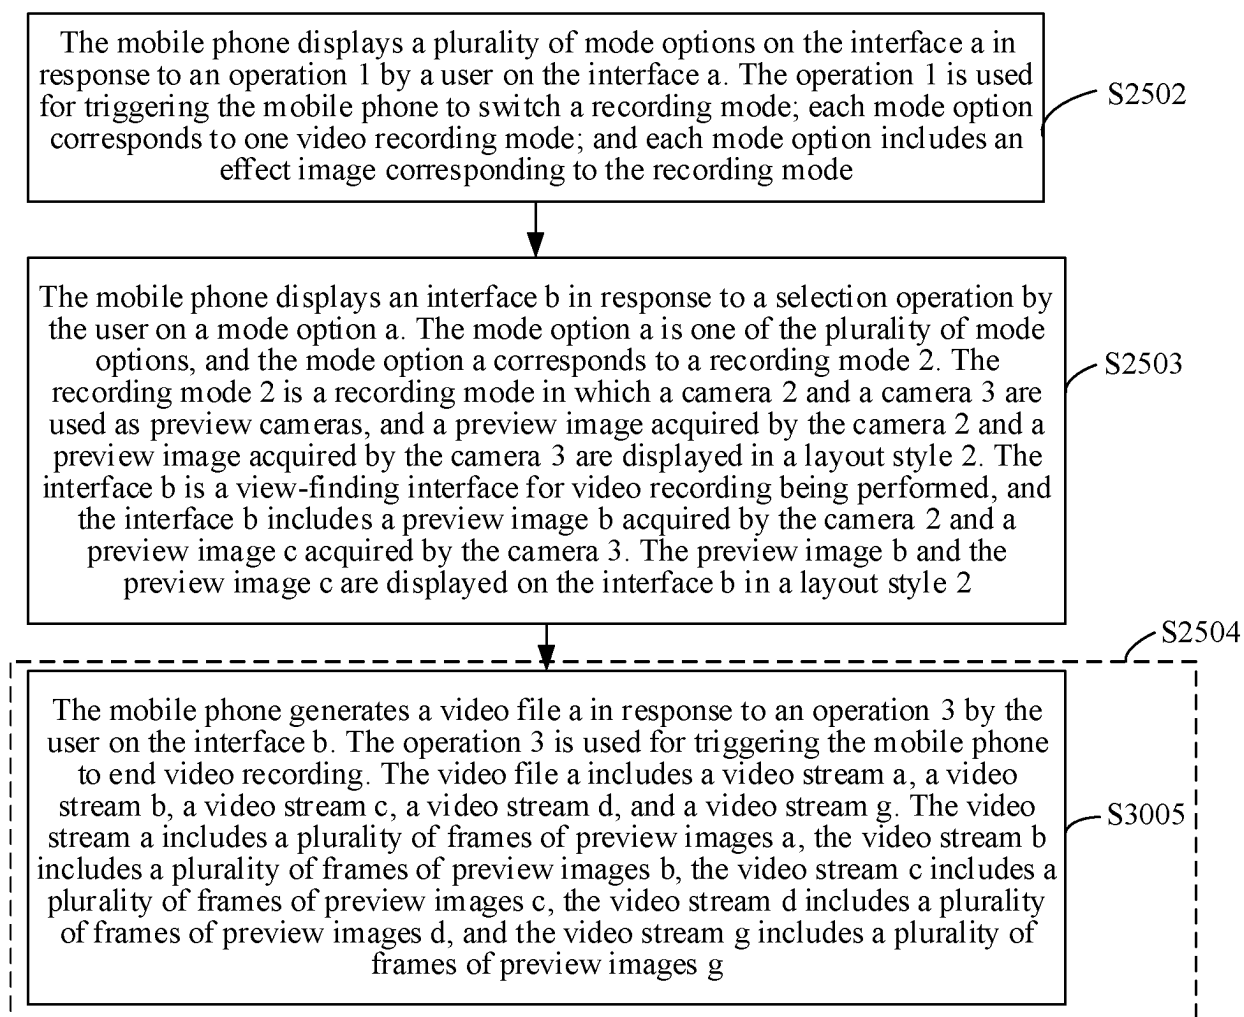 The mobile phone displays a plurality of mode options on the interface a in
response to an operation 1 by a user on the interface a. The operation 1 is used
for triggering the mobile phone to switch a recording mode; each mode option
corresponds to one video recording mode; and each mode option includes an
effect image corresponding to the recording mode
S2502
The mobile phone displays an interface b in response to a selection operation by
the user on a mode option a. The mode option a is one of the plurality of mode
options, and the mode option a corresponds to a recording mode 2. The
recording mode 2 is a recording mode in which a camera 2 and a camera 3 are
used as preview cameras, and a preview image acquired by the camera 2 and a
preview image acquired by the camera 3 are displayed in a layout style 2. The
interface b is a view-finding interface for video recording being performed, and
the interface b includes a preview image b acquired by the camera 2 and a
preview image c acquired by the camera 3. The preview image b and the
preview image c are displayed on the interface b in a layout style 2
S2503
S2504
The mobile phone generates a video file a in response to an operation 3 by the
user on the interface b. The operation 3 is used for triggering the mobile phone
to end video recording. The video file a includes a video stream a, a video
stream b, a video stream c, a video stream d, and a video stream g. The video
stream a includes a plurality of frames of preview images a, the video stream b
includes a plurality of frames of preview images b, the video stream c includes a
plurality of frames of preview images c, the video stream d includes a plurality
of frames of preview images d, and the video stream g includes a plurality of
frames of preview images g
S3005